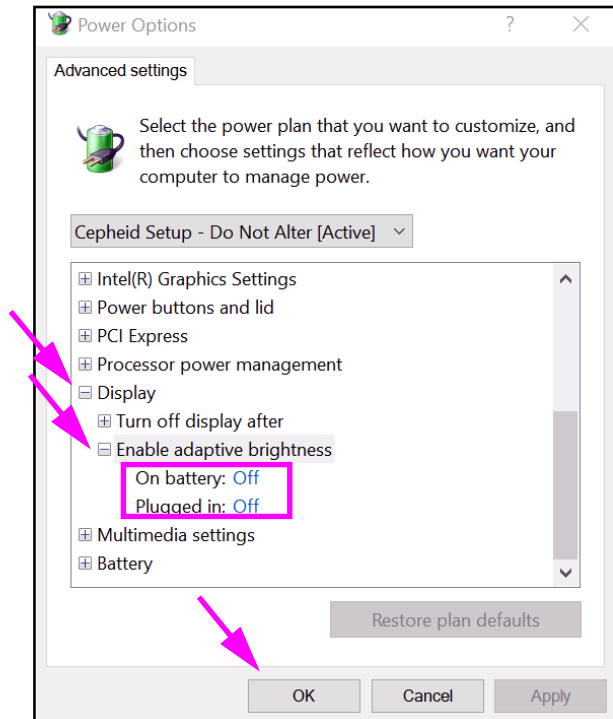 Power Options
Advanced settings
Select the power plan that you want to customize, and
then choose settings that reflect how you want your
computer to manage power.
Cepheid Setup - Do Not Alter [Active]
Intel(R) Graphics Settings
Power buttons and lid
PCI Express
Processor power management
Display
Turn off display after
Enable adaptive brightness
On battery: Off
Plugged in: Off
Multimedia settings
Battery
Restore plan defaults
OK Cancel Apply